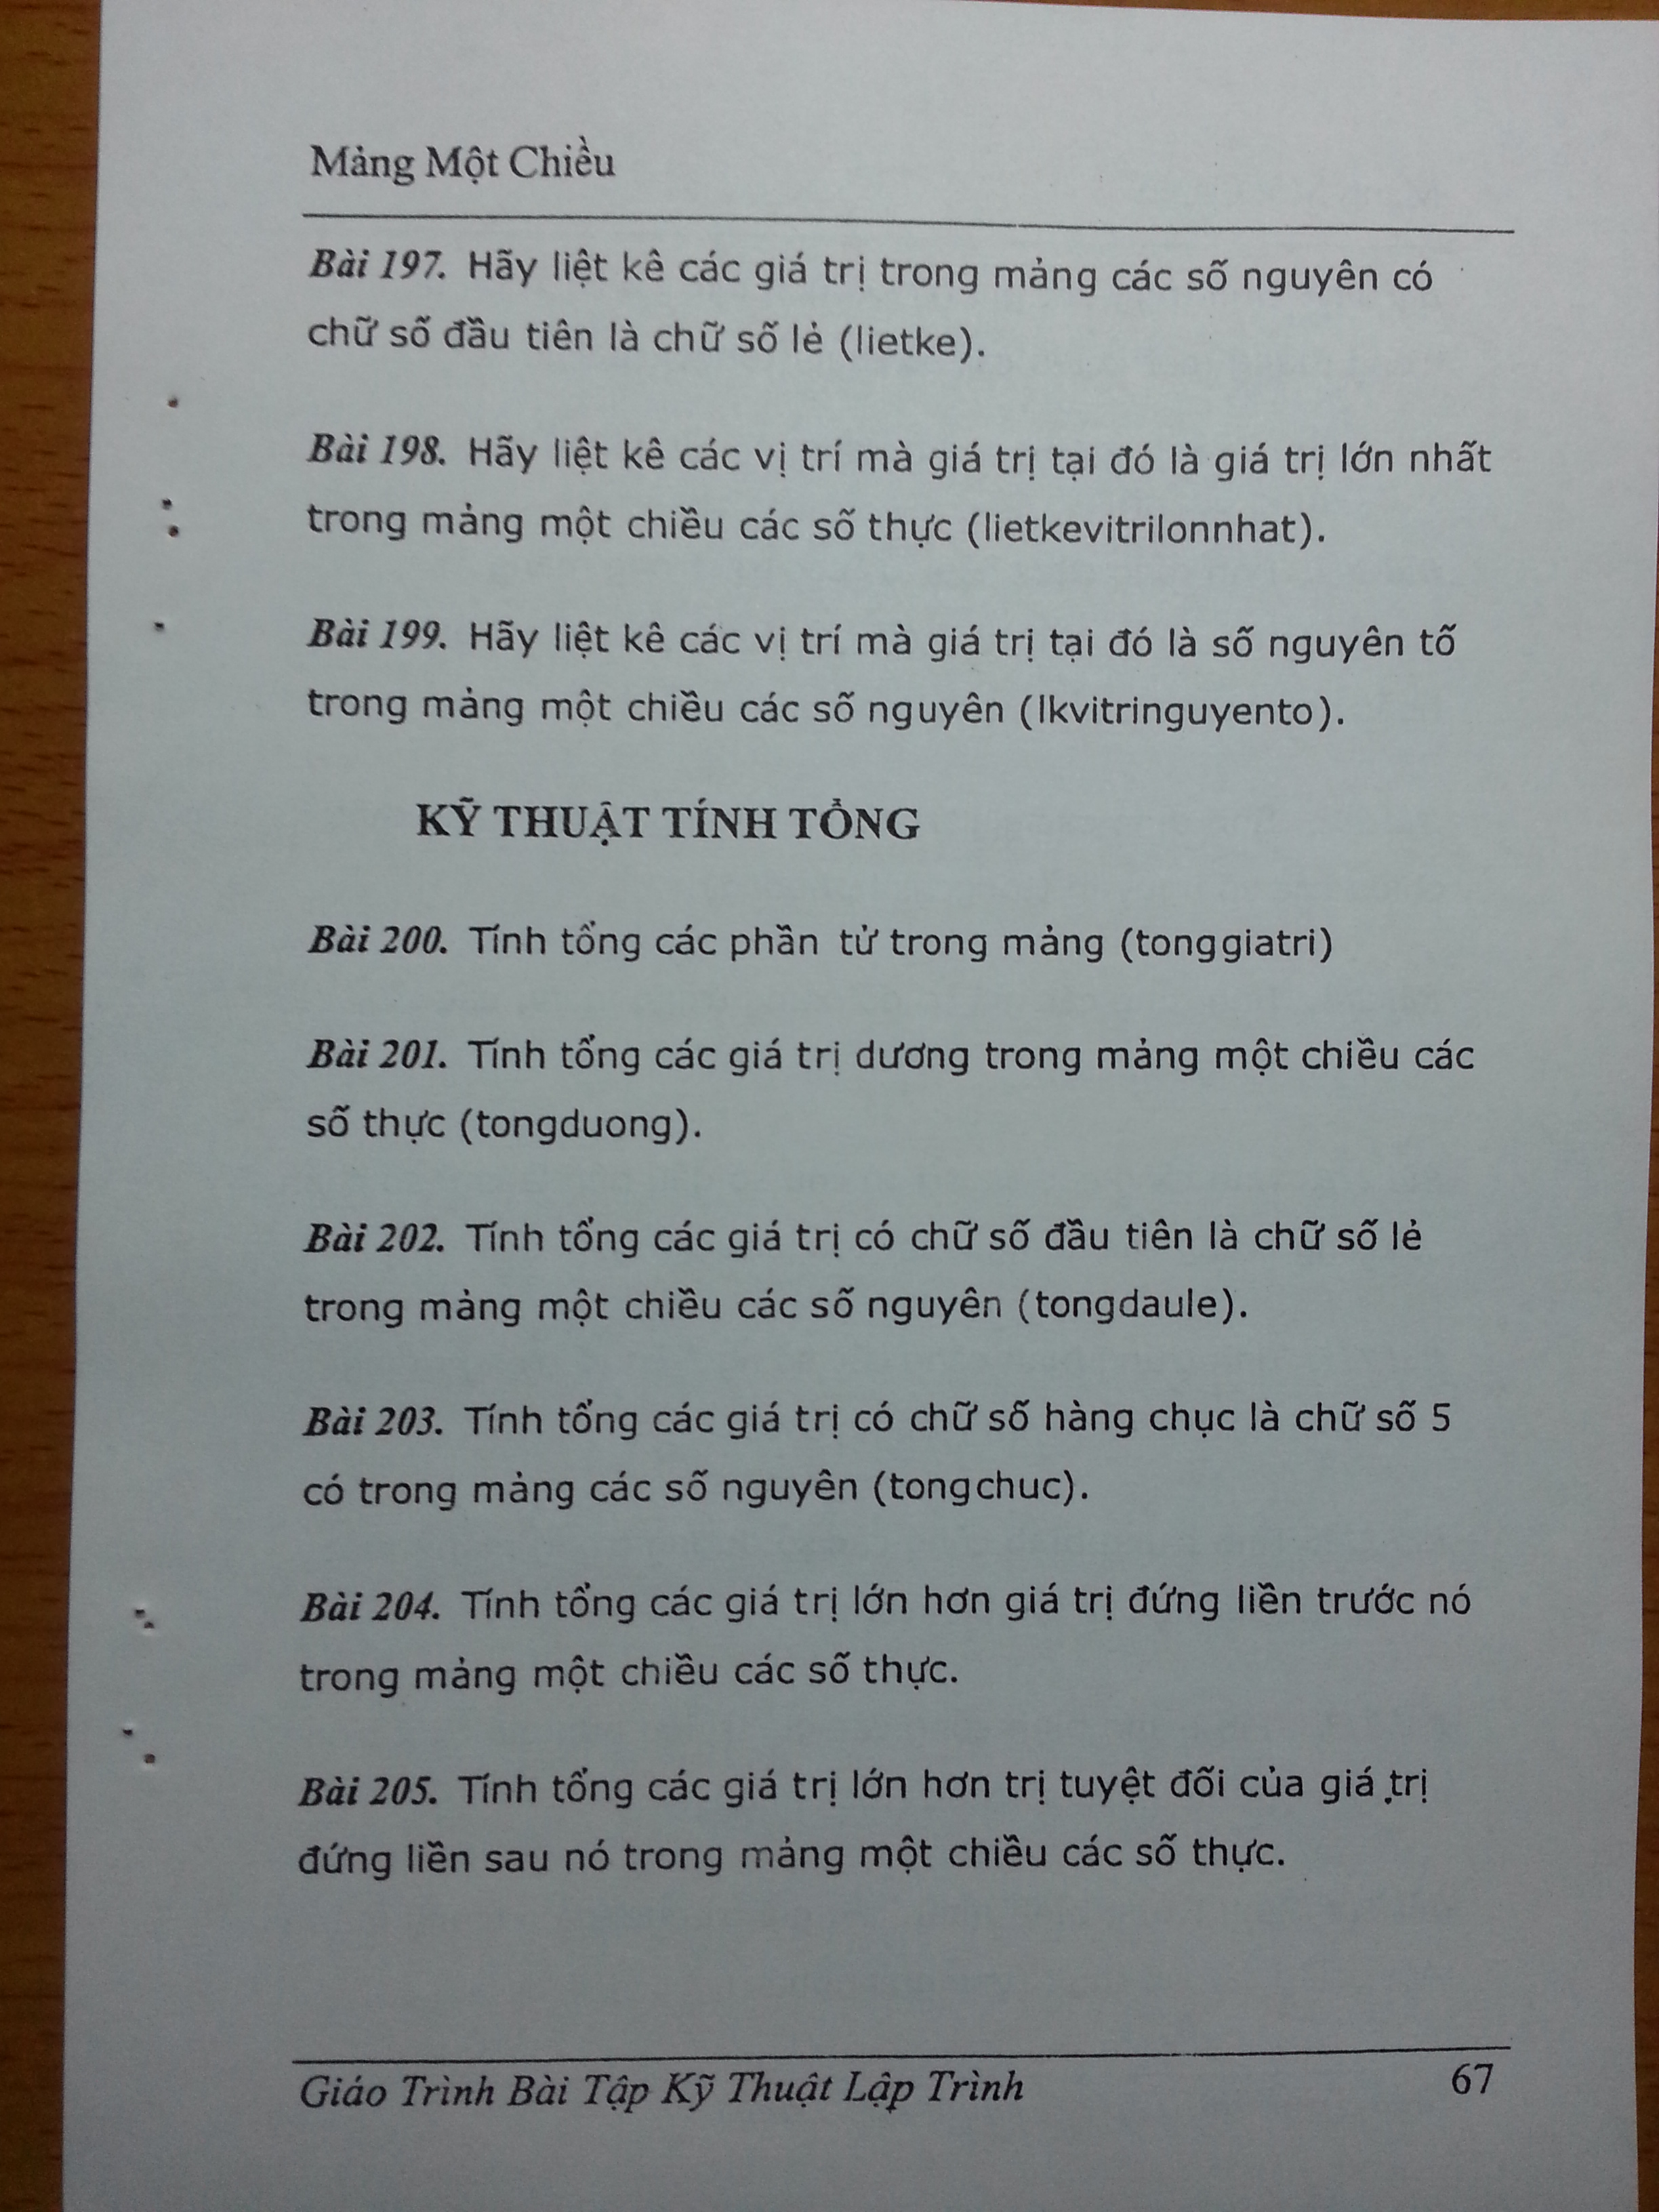 Mảng Một Chiều
Bài 197. Hãy liệt kê các giá trị trong mảng các số nguyên có
chữ số đầu tiên là chữ số lẻ (lietke).
Bài 198. Hãy liệt kê các vị trí mà giá trị tại đó là giá trị lớn nhất
trong mảng một chiều các số thực (lietkevitrilonnhat).
Bài 199. Hãy liệt kê các vị trí mà giá trị tại đó là số nguyên tố
trong mảng một chiều các số nguyên (lkvitringuyento).
KỸ THUẬT TÍNH TỔNG
Bài 200. Tính tổng các phần tử trong mảng (tonggiatri)
Bài 201. Tính tổng các giá trị dương trong mảng một chiều các
số thực (tongduong).
Bài 202. Tính tổng các giá trị có chữ số đầu tiên là chữ số lẻ
trong mảng một chiều các số nguyên (tongdaule).
Bài 203. Tính tổng các giá trị có chữ số hàng chục là chữ số 5
có trong mảng các số nguyên (tongchuc).
Bài 204. Tính tổng các giá trị lớn hơn giá trị đứng liền trước nó
trong mảng một chiều các số thực.
Bài 205. Tính tổng các giá trị lớn hơn trị tuyệt đối của giá trị
đứng liền sau nó trong mảng một chiều các số thực.
Giáo Trình Bài Tập Kỹ Thuật Lập Trình 67